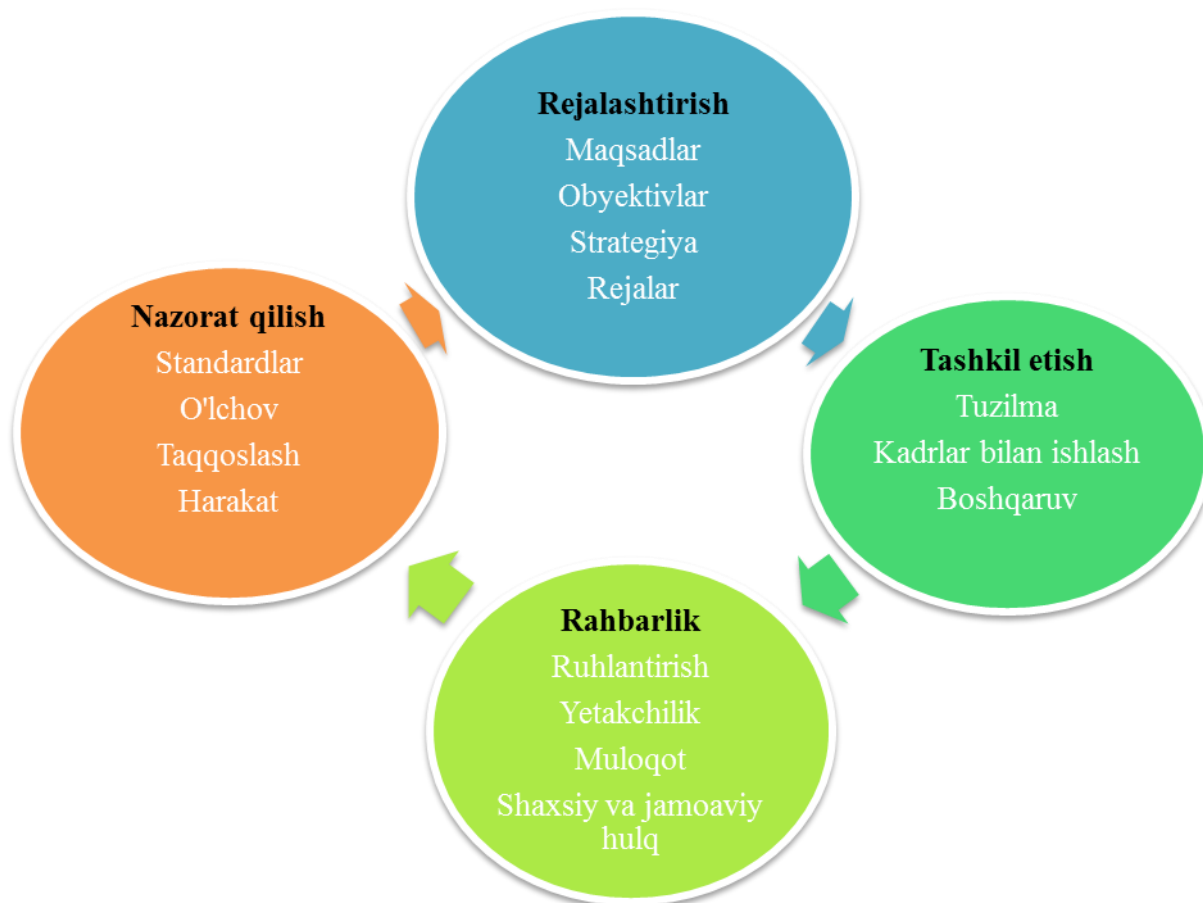 Rejalashtirish
Maqsadlar
Obyektivlar
Strategiya
Rejalar
Tashkil etish
Tuzilma
Kadrlar bilan ishlash
Boshqaruv
Rahbarlik
Ruhlantirish
Yetakchilik
Muloqot
Shaxsiy va jamoaviy
hulq
Nazorat qilish
Standardlar
O'lchov
Taqqoslash
Harakat